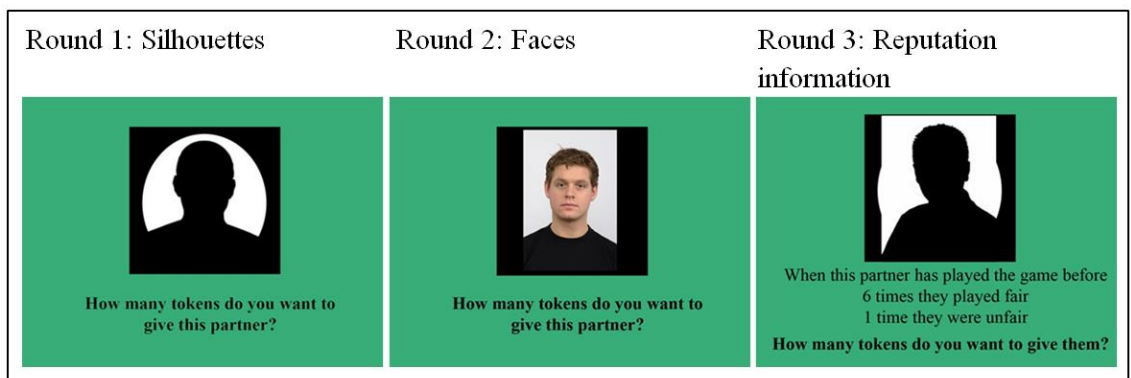 Round 1: Silhouettes
Round 2: Faces
Round 3: Reputation
information
How many tokens do you want to
give this partner?
How many tokens do you want to
give this partner?
When this partner has played the game before
6 times they played fair
1 time they were unfair
How many tokens do you want to give them?